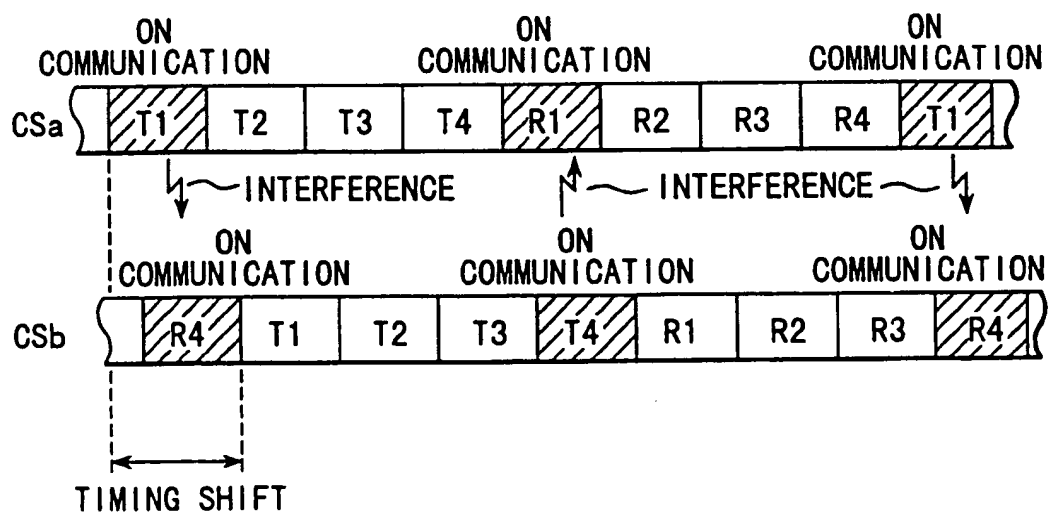 ON COMMUNICATION
ON COMMUNICATION
ON COMMUNICATION
CSa T1 T2 T3 T4 R1 R2 R3 R4 T1
INTERFERENCE
INTERFERENCE
ON COMMUNICATION
ON COMMUNICATION
ON COMMUNICATION
CSb R4 T1 T2 T3 T4 R1 R2 R3 R4
TIMING SHIFT